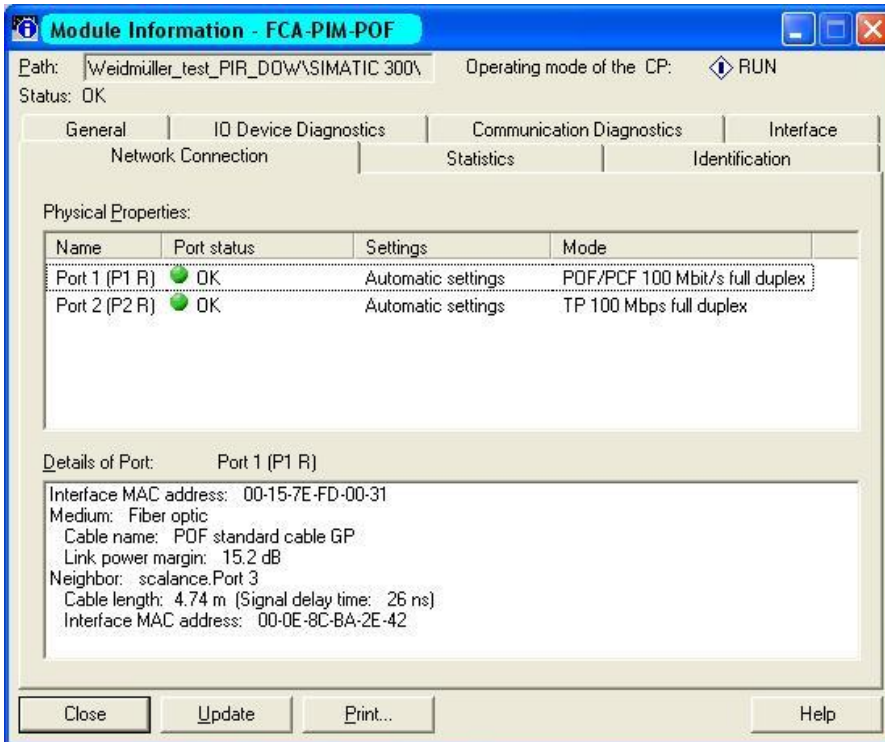 Module Information - FCA-PIM-POF
Path: Weidmüller_test_PIR_DOW\SIMATIC 300\ Operating mode of the CP: RUN
Status: OK
General IO Device Diagnostics Communication Diagnostics Interface
Network Connection Statistics Identification
Physical Properties:
Name Port status Settings Mode
Port 1 (P1 R) OK Automatic settings POF/PCF 100 Mbit/s full duplex
Port 2 (P2 R) OK Automatic settings TP 100 Mbps full duplex
Details of Port: Port 1 (P1 R)
Interface MAC address: 00-15-7E-FD-00-31
Medium: Fiber optic
Cable name: POF standard cable GP
Link power margin: 15.2 dB
Neighbor: scalance.Port 3
Cable length: 4.74 m (Signal delay time: 26 ns)
Interface MAC address: 00-0E-8C-BA-2E-42
Close Update Print... Help